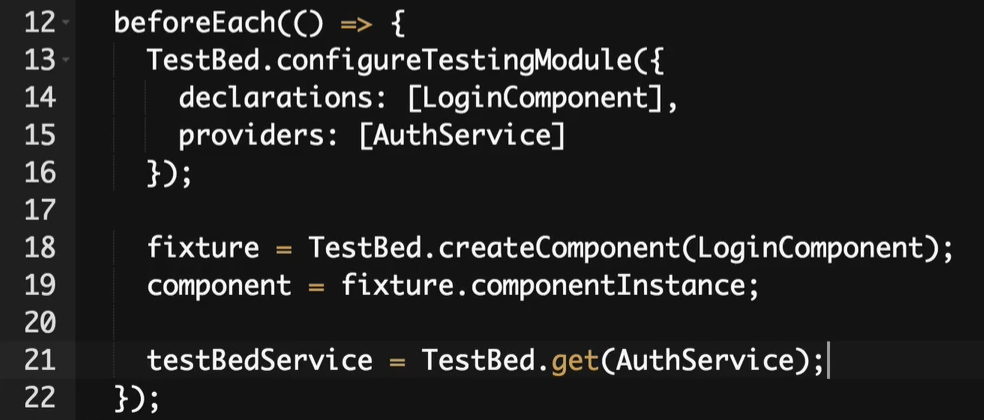 12 beforeEach(() => {
13 TestBed.configureTestingModule({
14 declarations: [LoginComponent],
15 providers: [AuthService]
16 });
17
18 fixture = TestBed.createComponent(LoginComponent);
19 component = fixture.componentInstance;
20
21 testBedService = TestBed.get(AuthService);
22 });